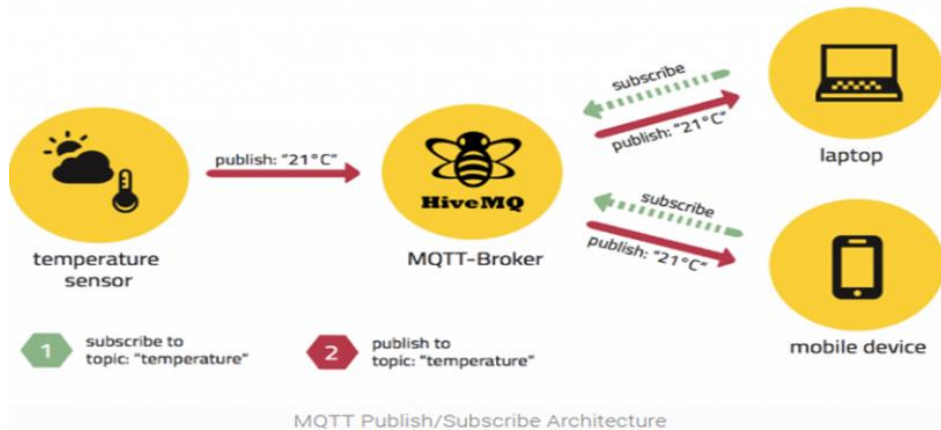 subscribe
publish: "21°C"
laptop
publish: "21°C"
HiveMQ
temperature
sensor
MQTT-Broker
subscribe
publish: "21°C"
mobile device
1
subscribe to
topic: "temperature"
2
publish to
topic: "temperature"
MQTT Publish/Subscribe Architecture